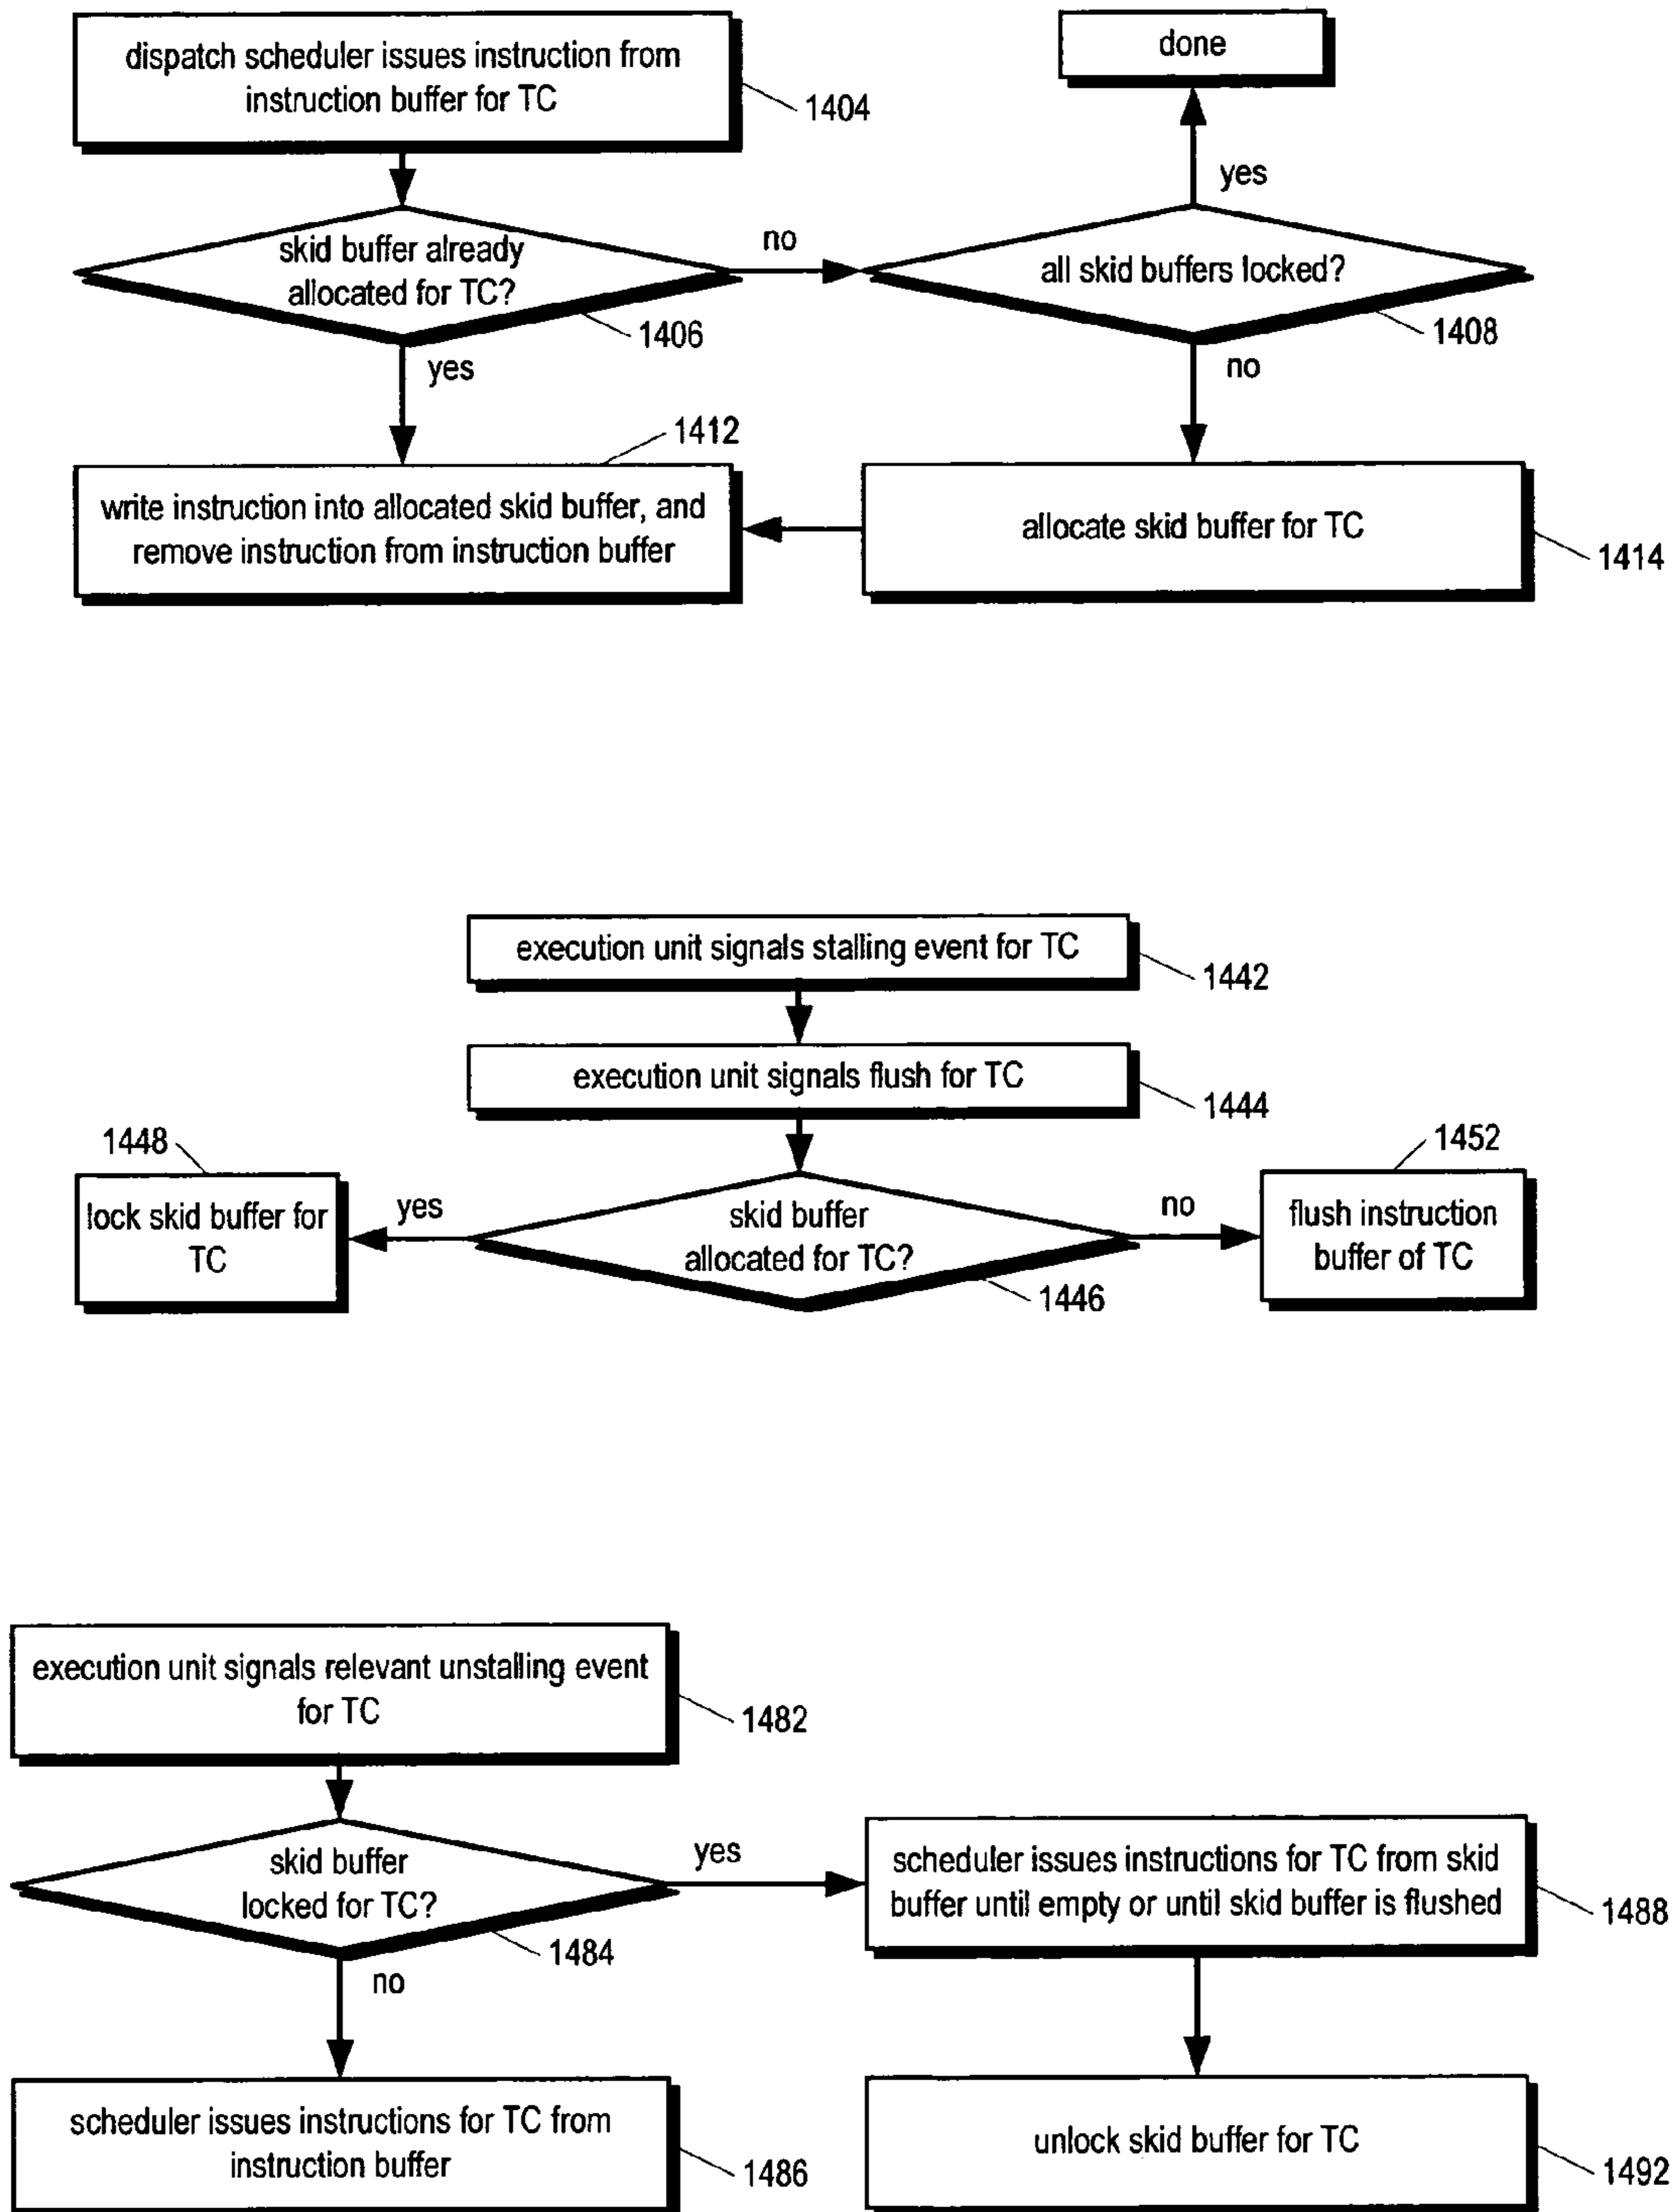 dispatch scheduler issues instruction from
instruction buffer for TC
1404
done
yes
skid buffer already
allocated for TC?
no
1406
all skid buffers locked?
1408
yes
no
1412
write instruction into allocated skid buffer, and
remove instruction from instruction buffer
allocate skid buffer for TC
1414
execution unit signals stalling event for TC
1442
execution unit signals flush for TC
1444
1448
lock skid buffer for
TC
yes
skid buffer
allocated for TC?
1446
no
1452
flush instruction
buffer of TC
execution unit signals relevant unstalling event
for TC
1482
skid buffer
locked for TC?
1484
yes
scheduler issues instructions for TC from skid
buffer until empty or until skid buffer is flushed
1488
no
scheduler issues instructions for TC from
instruction buffer
1486
unlock skid buffer for TC
1492